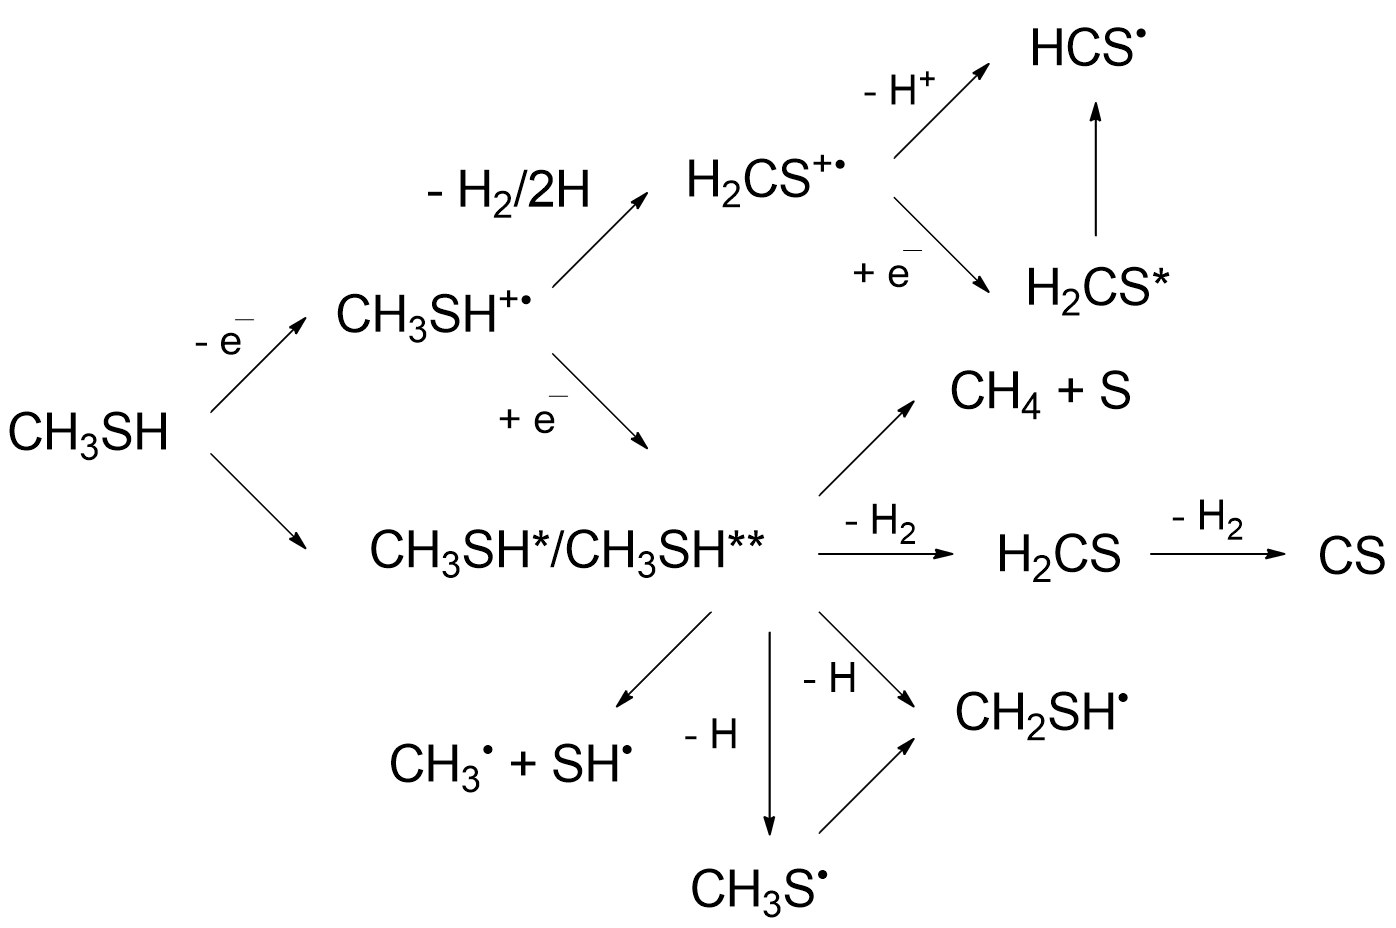 HCS•
- H⁺
- H₂/2H
H₂CS⁺•
+ e⁻
H₂CS*
CH₃SH⁺•
- e⁻
CH₄ + S
+ e⁻
CH₃SH
- H₂
- H₂
CH₃SH*/CH₃SH**
H₂CS
CS
- H
CH₂SH•
- H
CH₃• + SH•
CH₃S•